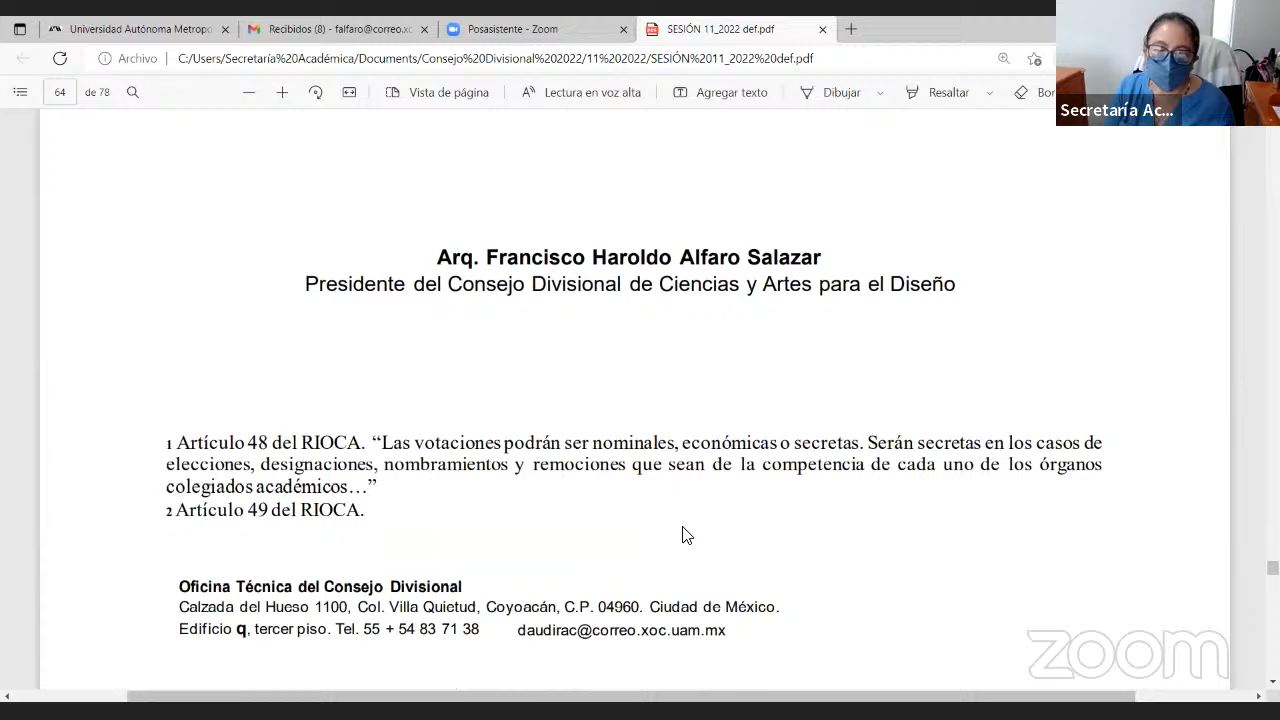 Universidad Autónoma Metropo
Recibidos (8) - falfaro@correo.xc
Posasistente - Zoom
SESIÓN 11_2022 def.pdf
Archivo
C:/Users/Secretaría%20Académica/Documents/Consejo%20Divisional%202022/11%202022/SESIÓN%2011_2022%20def.pdf
64 de 78
Vista de página
Lectura en voz alta
Agregar texto
Dibujar
Resaltar
Bor
Secretaría Ac...
Arq. Francisco Haroldo Alfaro Salazar
Presidente del Consejo Divisional de Ciencias y Artes para el Diseño
1 Artículo 48 del RIOCA. “Las votaciones podrán ser nominales, económicas o secretas. Serán secretas en los casos de
elecciones, designaciones, nombramientos y remociones que sean de la competencia de cada uno de los órganos
colegiados académicos…”
2 Artículo 49 del RIOCA.
Oficina Técnica del Consejo Divisional
Calzada del Hueso 1100, Col. Villa Quietud, Coyoacán, C.P. 04960. Ciudad de México.
Edificio q, tercer piso. Tel. 55 + 54 83 71 38 daudirac@correo.xoc.uam.mx
zoom